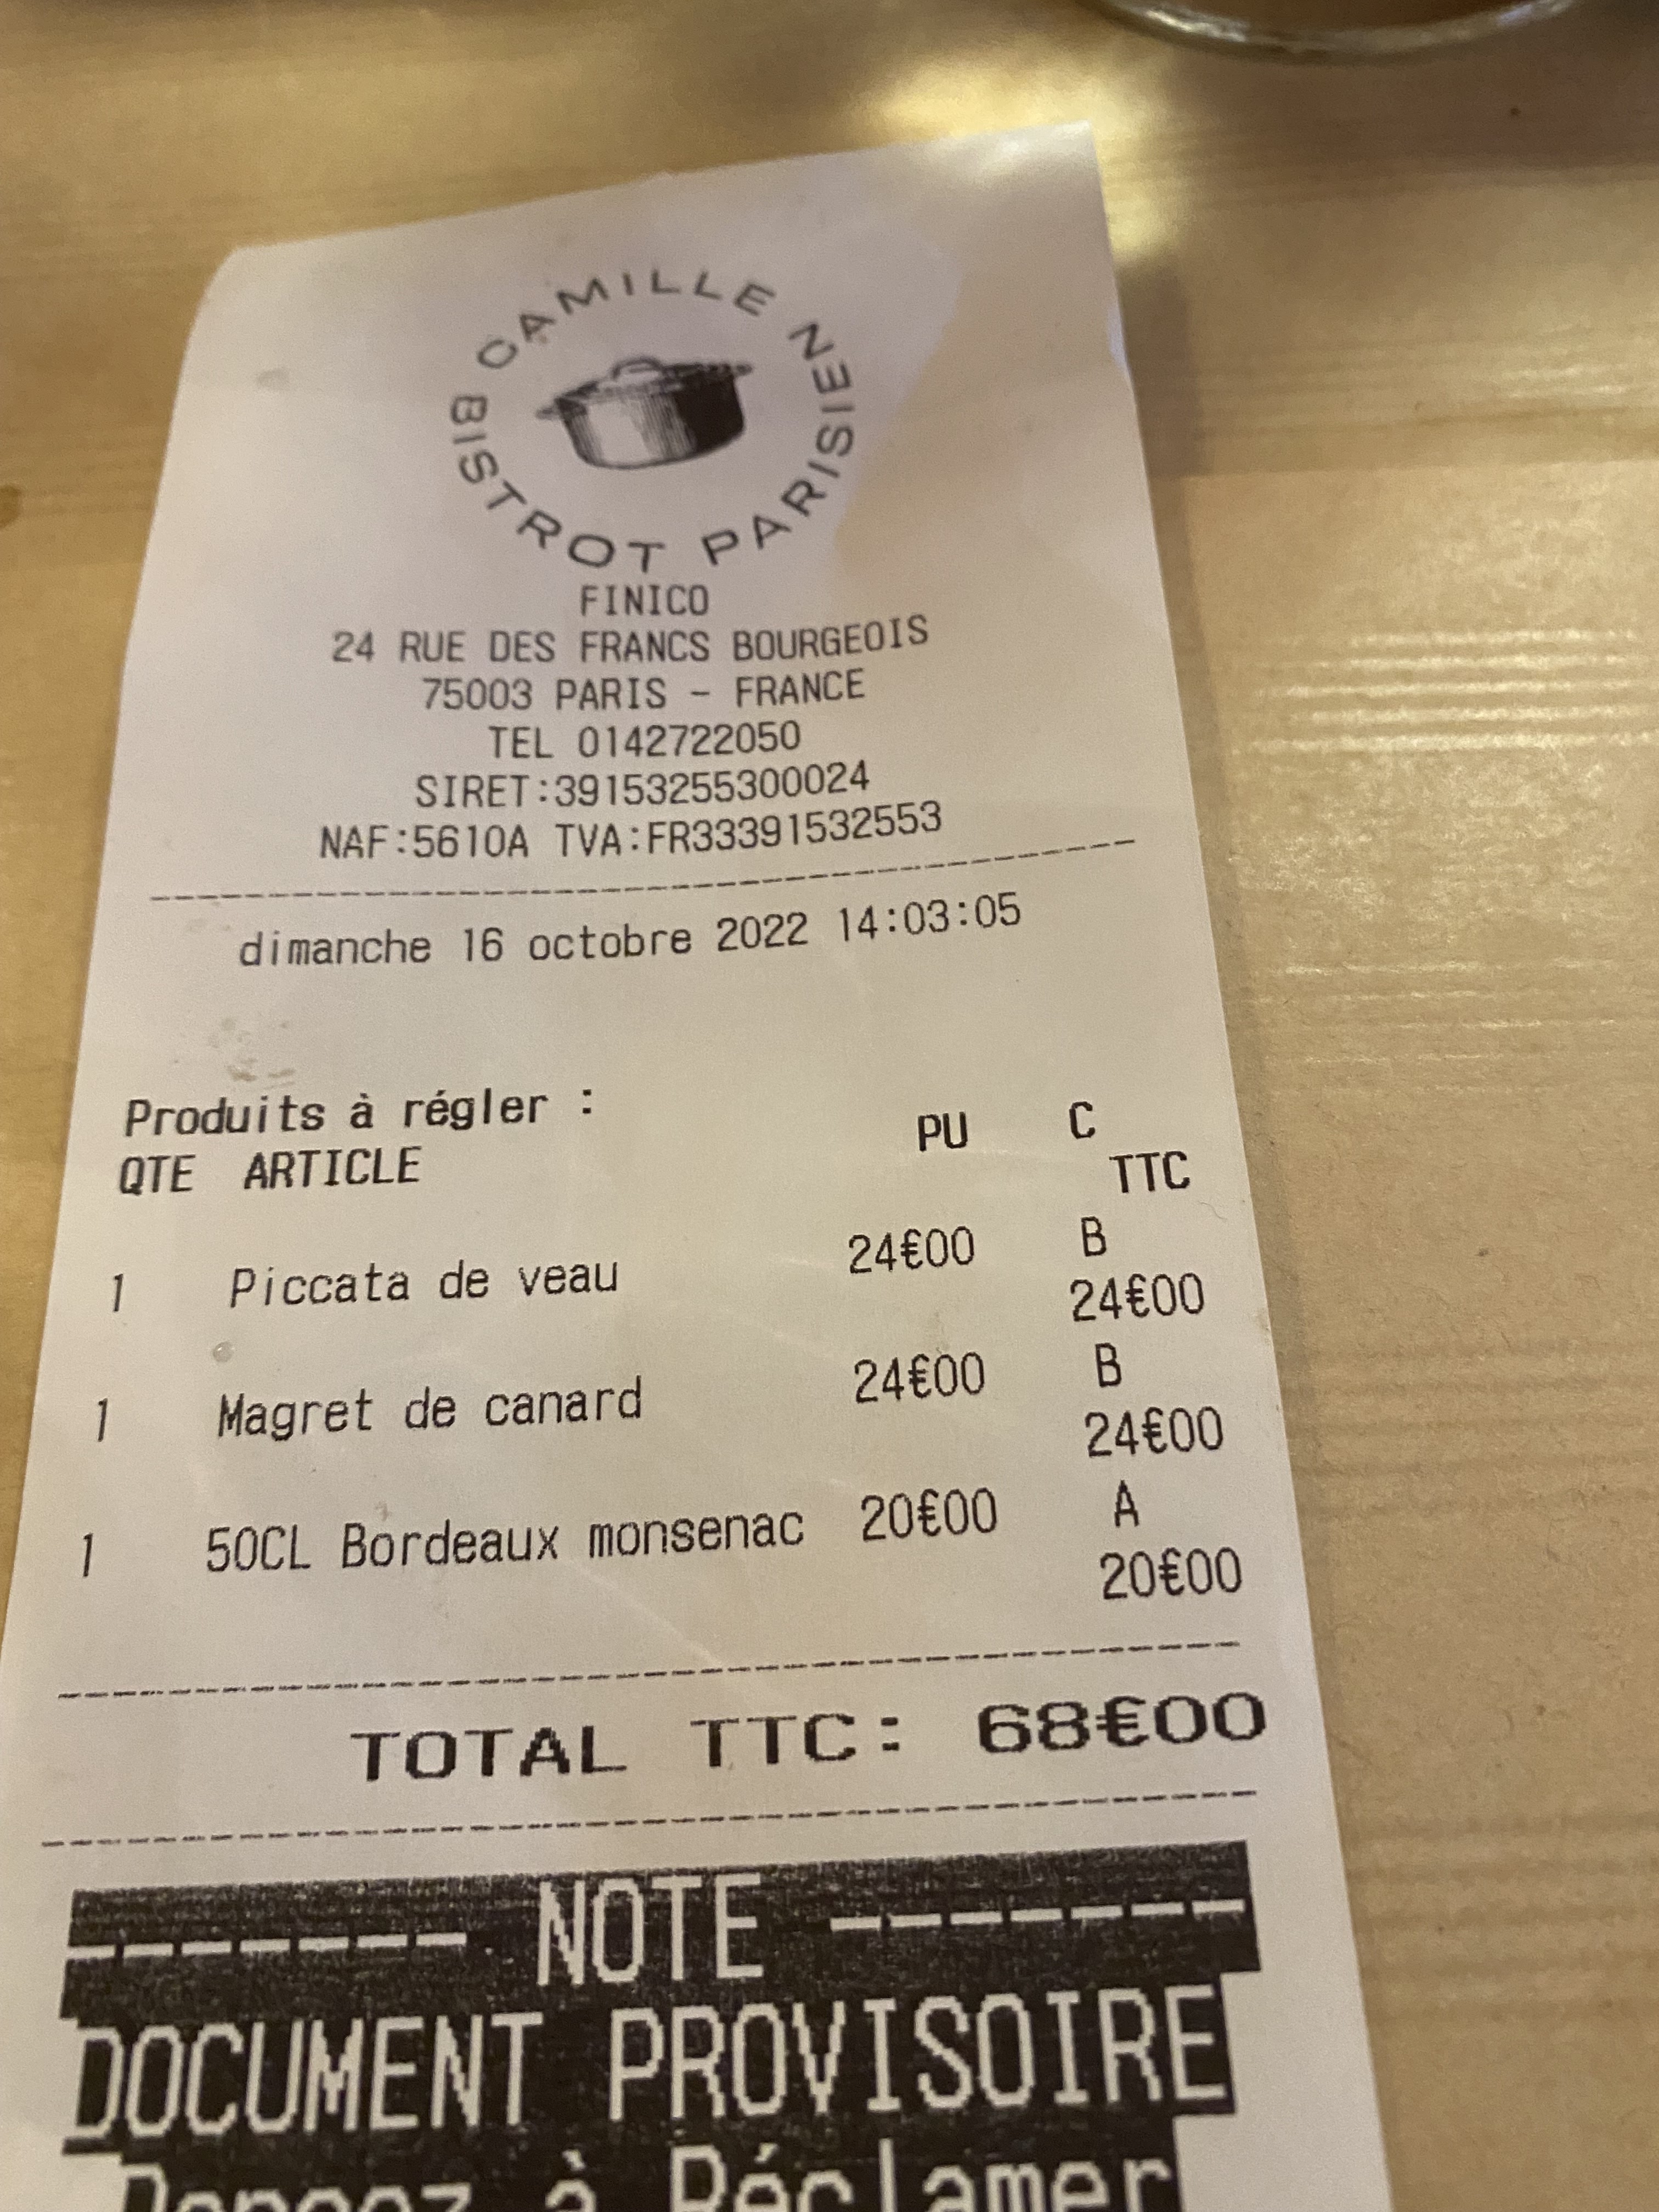 CAMILLE
BISTROT PARISIEN
FINICO
24 RUE DES FRANCS BOURGEOIS
75003 PARIS - FRANCE
TEL 0142722050
SIRET:39153255300024
NAF:5610A TVA:FR33391532553
dimanche 16 octobre 2022 14:03:05
Produits à régler :
QTE ARTICLE PU C
TTC
1 Piccata de veau 24€00 B
24€00
1 Magret de canard 24€00 B
24€00
1 50CL Bordeaux monsenac 20€00 A
20€00
TOTAL TTC: 68€00
-------- NOTE -------
DOCUMENT PROVISOIRE
à Réclamer